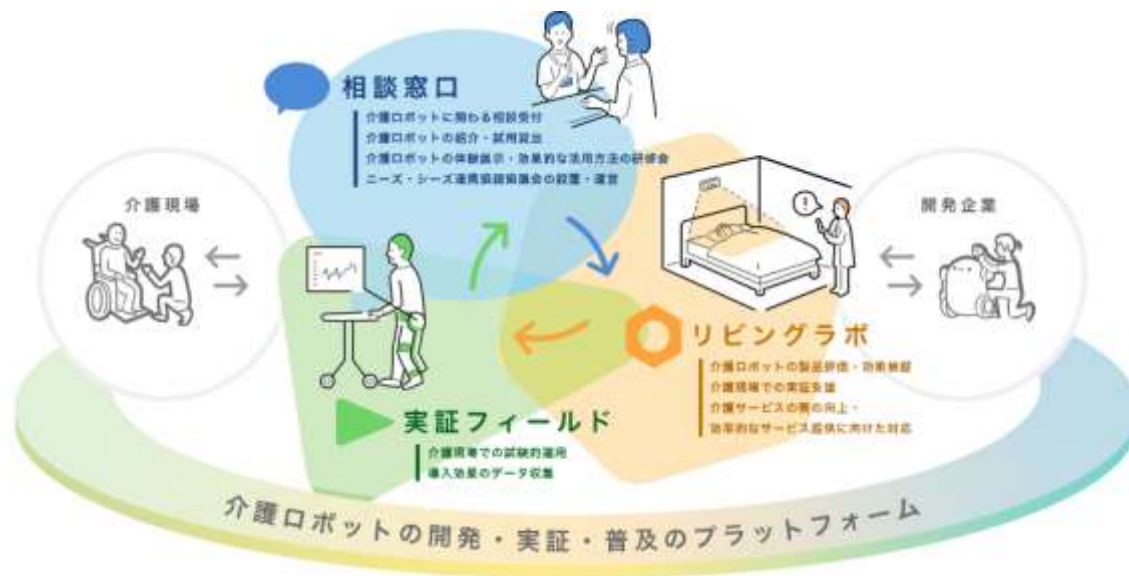 相談窓口
介護ロボットに関わる相談受付
介護ロボットの紹介・試用貸出
介護ロボットの体験展示・効果的な活用方法の研修会
ニーズ・シーズ連携協調協議会の設置・運営
介護現場
開発企業
リビングラボ
介護ロボットの製品評価・効果検証
介護現場での実証支援
介護サービスの質の向上・
効率的なサービス提供に向けた対応
実証フィールド
介護現場での試験的運用
導入効果のデータ収集
介護ロボットの開発・実証・普及のプラットフォーム